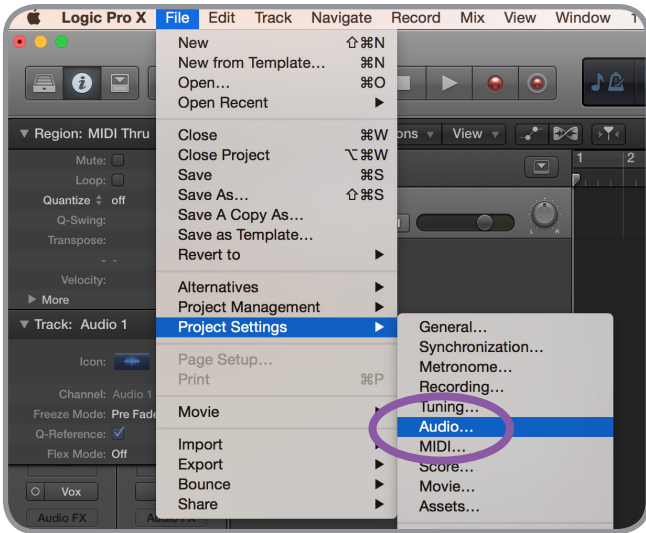 Logic Pro X File Edit Track Navigate Record Mix View Window
New ⇧⌘N
New from Template... ⌘N
Open... ⌘O
Open Recent ▶
Close ⌘W
Close Project ⌥⌘W
Save ⌘S
Save As... ⇧⌘S
Save A Copy As...
Save as Template...
Revert to ▶
Alternatives ▶
Project Management ▶
Project Settings ▶
Page Setup...
Print ⌘P
Movie
Import ▶
Export ▶
Bounce ▶
Share ▶
General...
Synchronization...
Metronome...
Recording...
Tuning...
Audio...
MIDI...
Score...
Movie...
Assets...
Region: MIDI Thru
Mute:
Loop:
Quantize off
Q-Swing:
Transpose:
- -
Velocity:
More
Track: Audio 1
Icon:
Channel: Audio 1
Freeze Mode: Pre Fade
Q-Reference:
Flex Mode: Off
Vox
Audio FX
View
1 2
L R